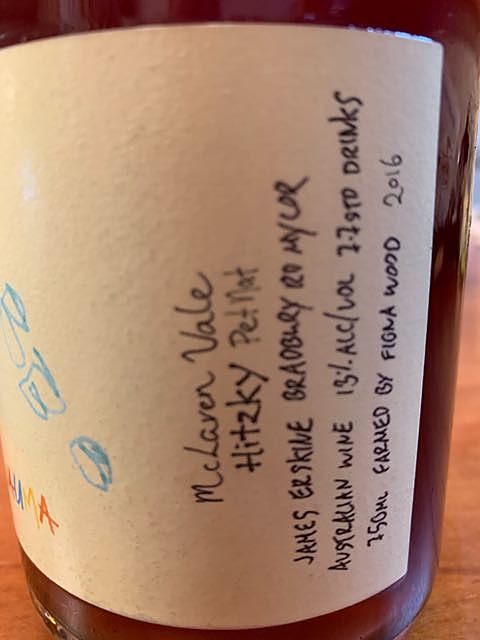 McLaren Vale
Hitzky Pet Nat
JAMES ERSKINE BRADBURY RD MYLOR
AUSTRALIAN WINE 13% ALC/VOL 7.7 STD DRINKS
750ML FARMED BY FIONA WOOD 2016
AUMA